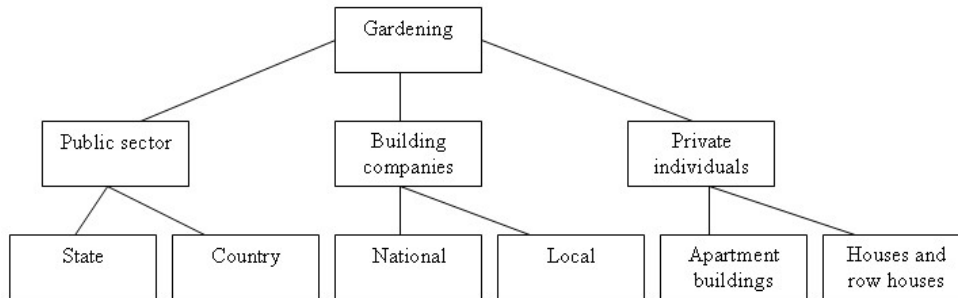 Gardening
Public sector
Building
companies
Private
individuals
State
Country
National
Local
Apartment
buildings
Houses and
row houses